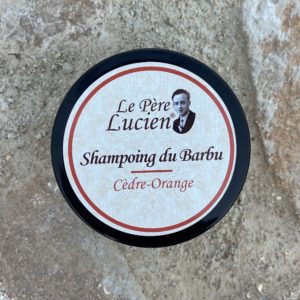 Le Père
Lucien®
Shampoing du Barbu
Cèdre-Orange